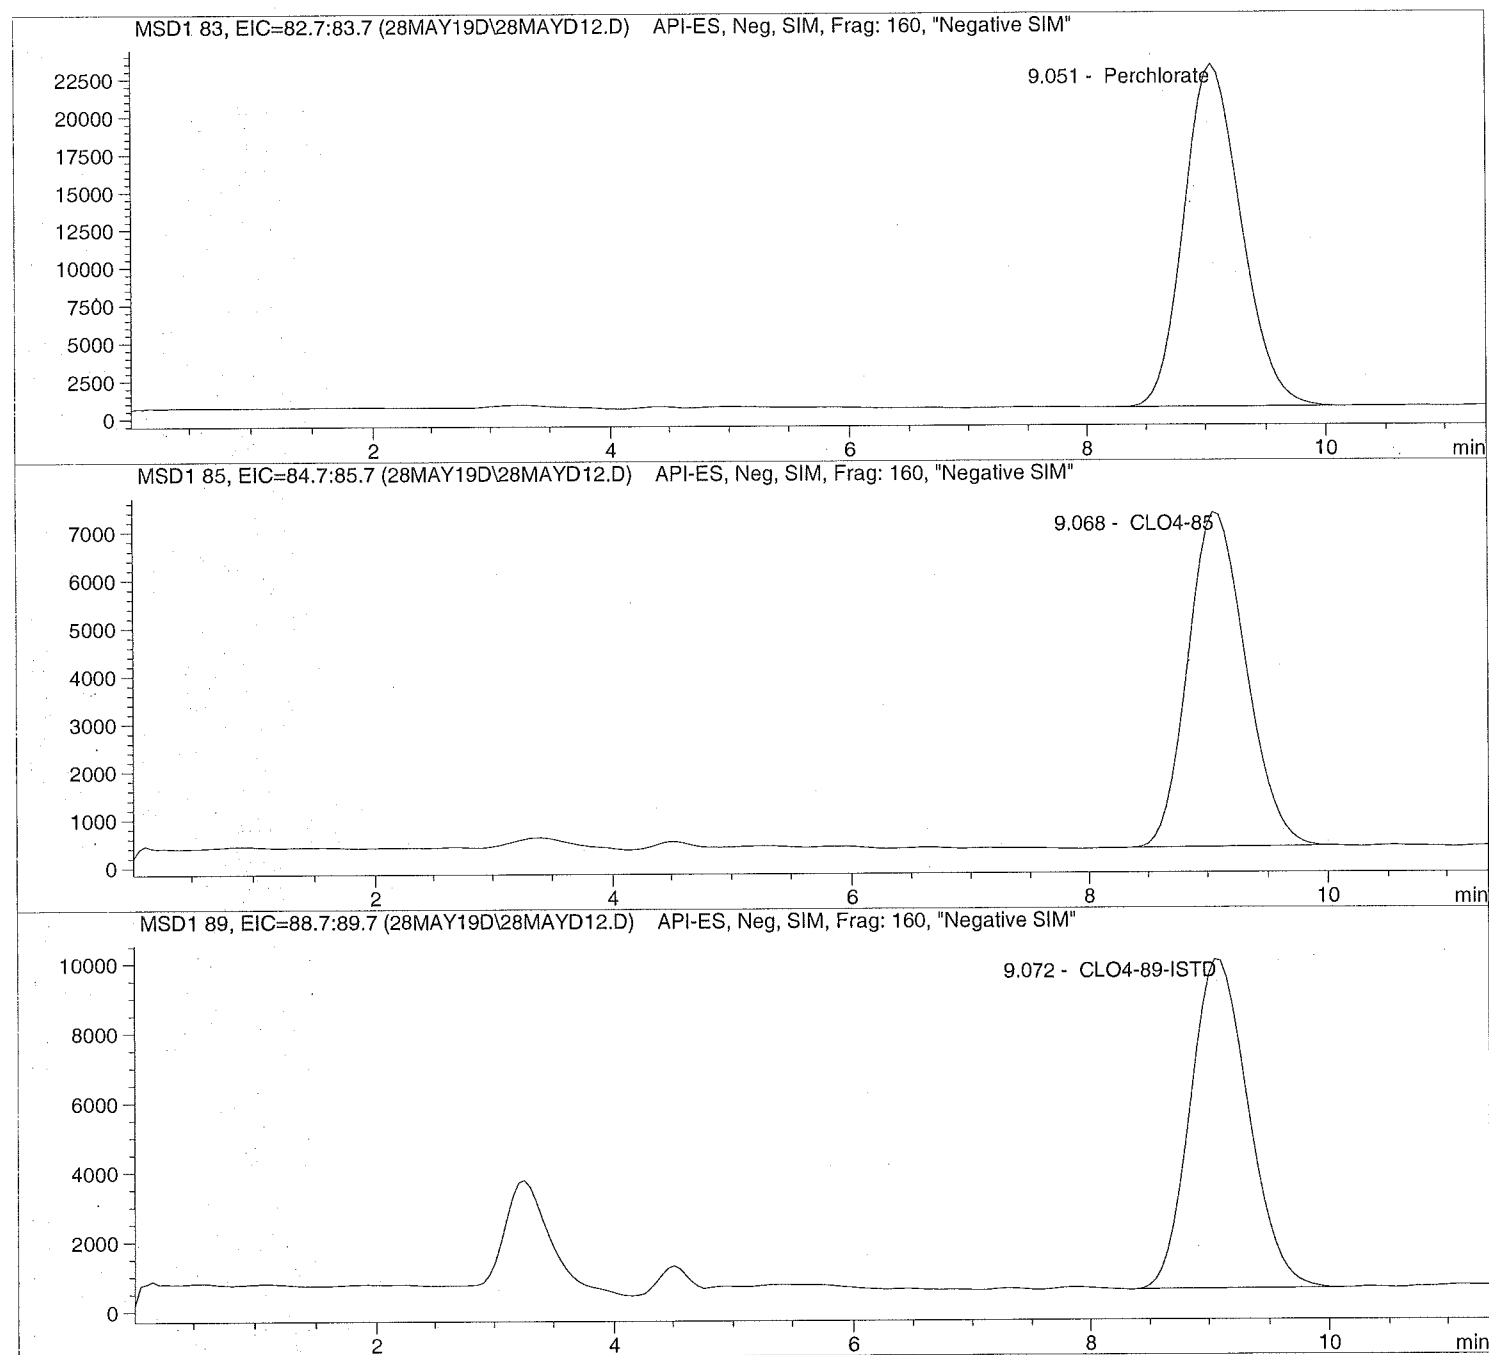 MSD1 83, EIC=82.7:83.7 (28MAY19D\28MAYD12.D) API-ES, Neg, SIM, Frag: 160, "Negative SIM"
9.051 - Perchlorate
22500
20000
17500
15000
12500
10000
7500
5000
2500
0
2 4 6 8 10 min
MSD1 85, EIC=84.7:85.7 (28MAY19D\28MAYD12.D) API-ES, Neg, SIM, Frag: 160, "Negative SIM"
9.068 - CLO4-85
7000
6000
5000
4000
3000
2000
1000
0
2 4 6 8 10 min
MSD1 89, EIC=88.7:89.7 (28MAY19D\28MAYD12.D) API-ES, Neg, SIM, Frag: 160, "Negative SIM"
9.072 - CLO4-89-ISTD
10000
8000
6000
4000
2000
0
2 4 6 8 10 min